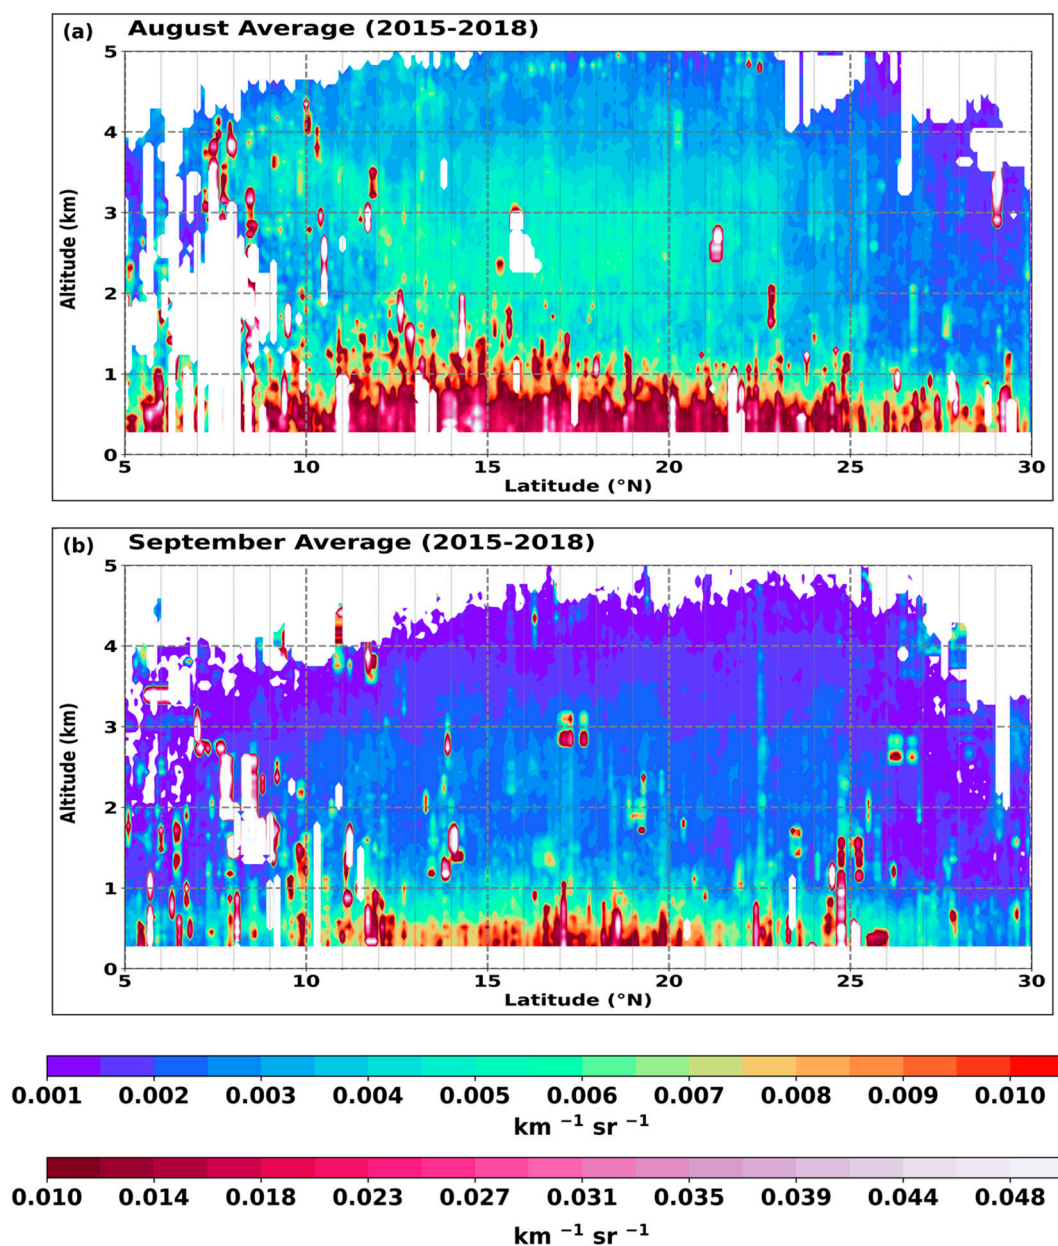 (a) August Average (2015-2018)
5
4
3
2
1
0
Altitude (km)
5 10 15 20 25 30
Latitude (°N)
(b) September Average (2015-2018)
5
4
3
2
1
0
Altitude (km)
5 10 15 20 25 30
Latitude (°N)
0.001 0.002 0.003 0.004 0.005 0.006 0.007 0.008 0.009 0.010
km ⁻¹ sr ⁻¹
0.010 0.014 0.018 0.023 0.027 0.031 0.035 0.039 0.044 0.048
km ⁻¹ sr ⁻¹